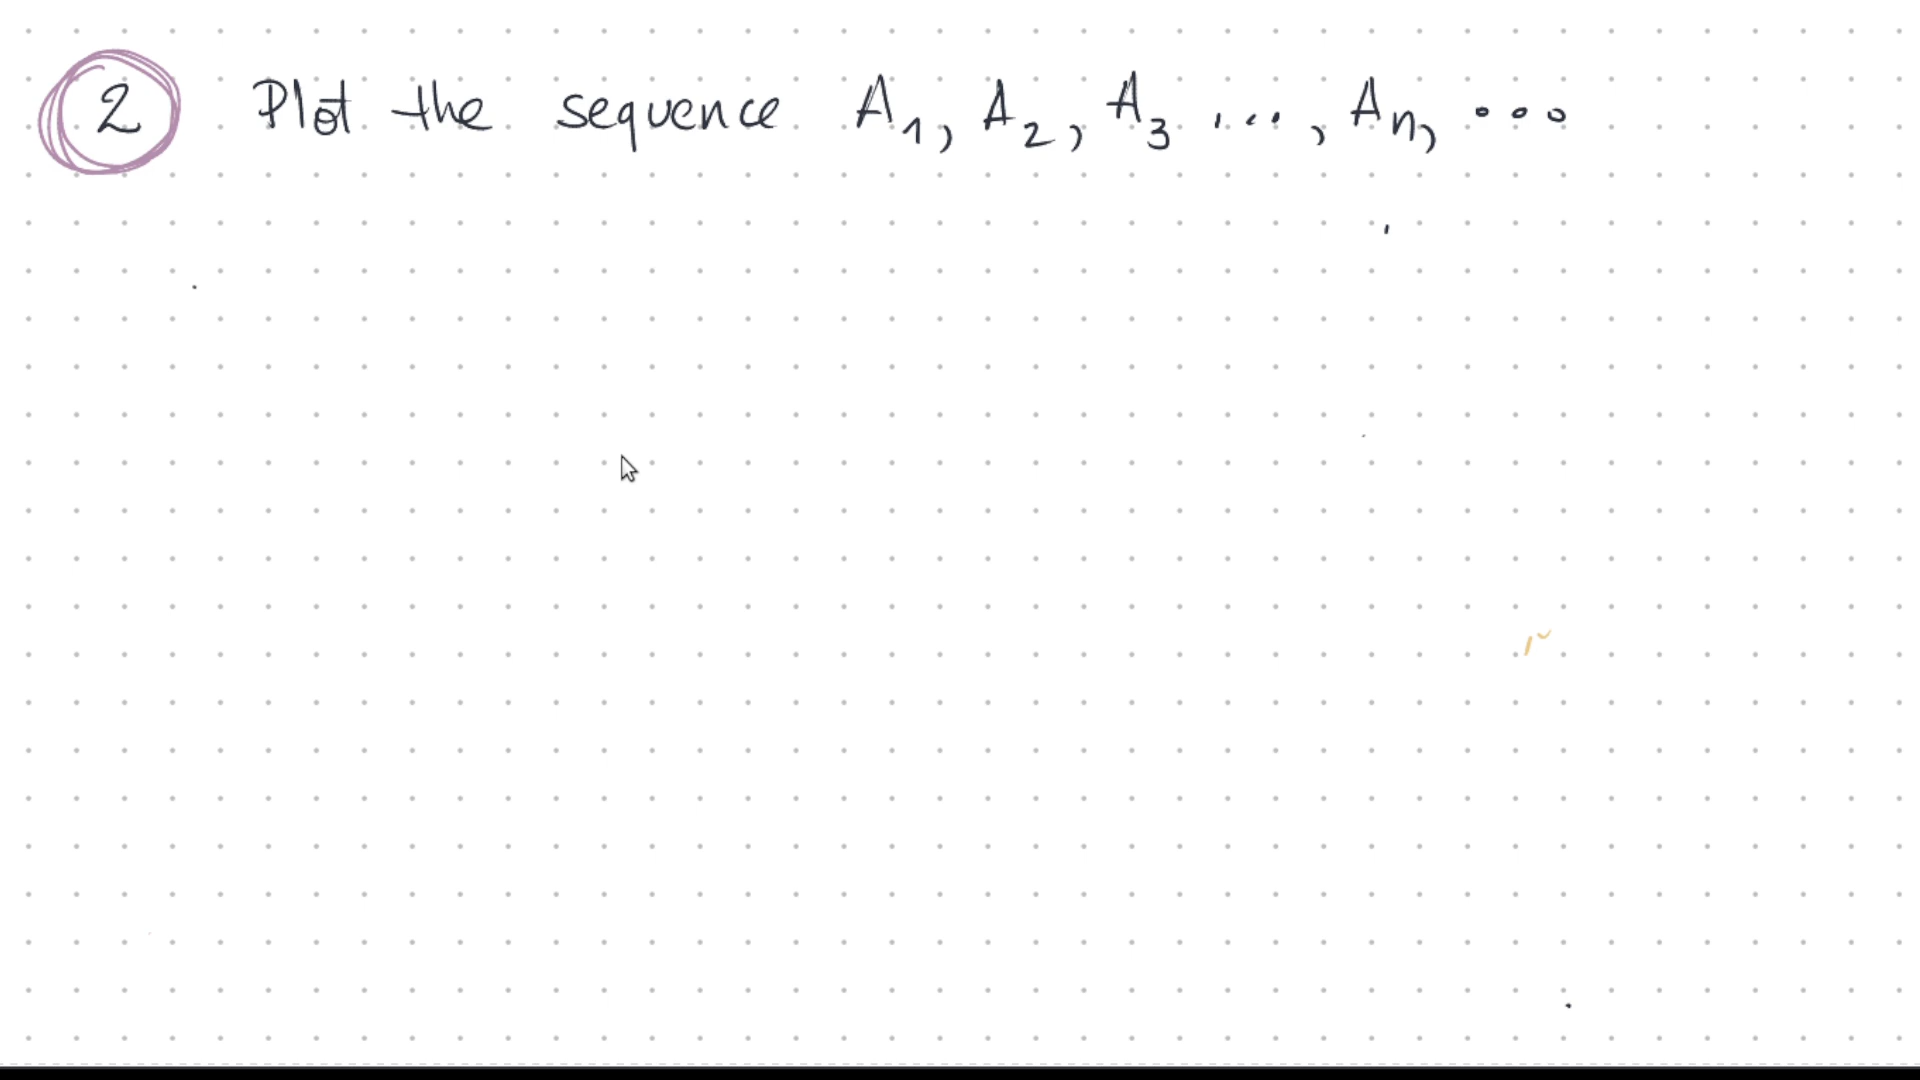 2 Plot the sequence A₁, A₂, A₃ ..., Aₙ, ...